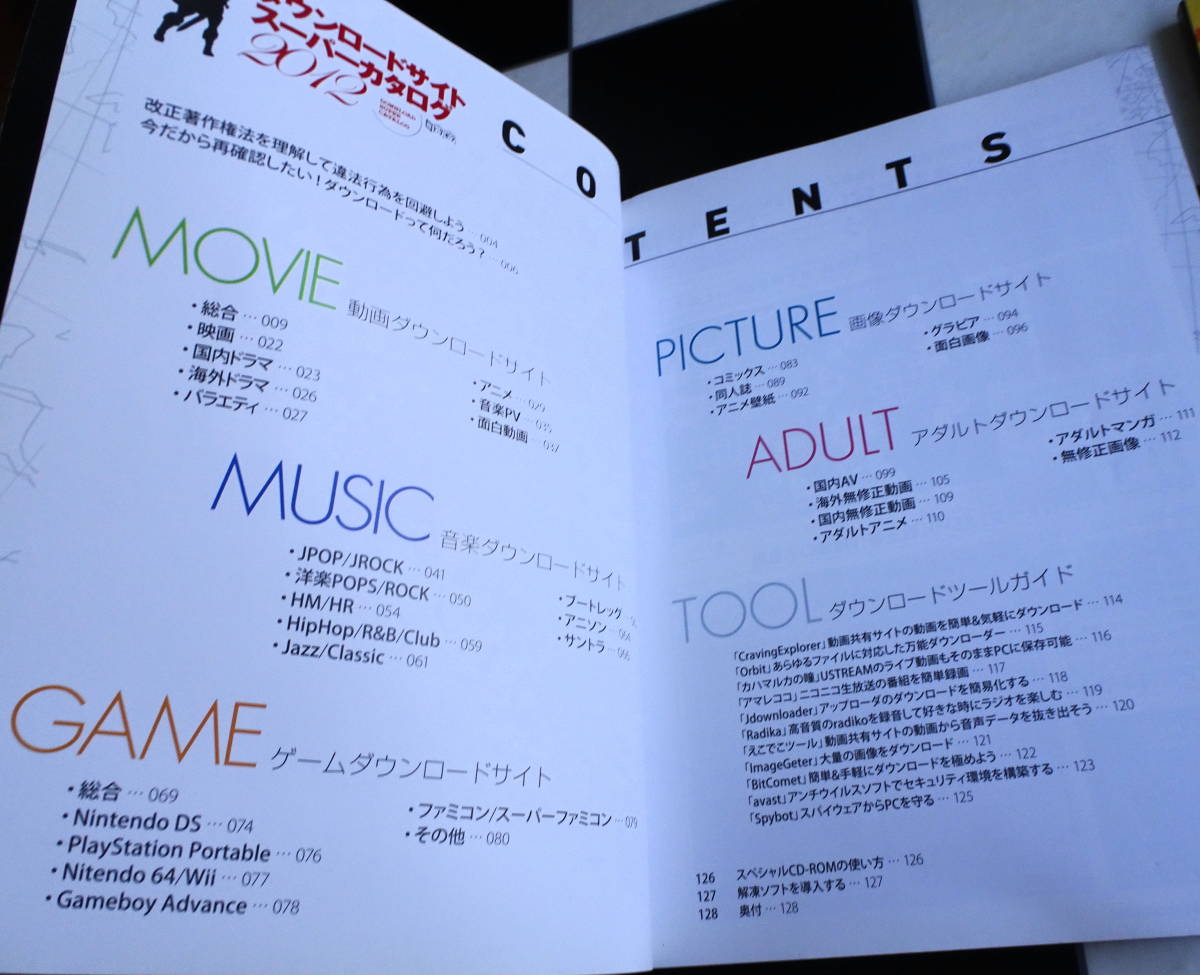 ウンロードサイト
スーパーカタログ
2012
DOWNLOAD
SUPER
CATALOG
CONTENTS
改正著作権法を理解して違法行為を回避しよう … 004
今だから再確認したい!ダウンロードって何だろう? … 006
MOVIE 動画ダウンロードサイト
・総合 … 009
・映画 … 022
・国内ドラマ … 023
・海外ドラマ … 026
・バラエティ … 027
・アニメ … 029
・音楽PV … 035
・面白動画 … 037
MUSIC 音楽ダウンロードサイト
・JPOP/JROCK … 041
・洋楽POPS/ROCK … 050
・HM/HR … 054
・HipHop/R&B/Club … 059
・Jazz/Classic … 061
・ブートレッグ …
・アニソン … 064
・サントラ … 066
GAME ゲームダウンロードサイト
・総合 … 069
・Nintendo DS … 074
・PlayStation Portable … 076
・Nitendo 64/Wii … 077
・Gameboy Advance … 078
・ファミコン/スーパーファミコン … 079
・その他 … 080
PICTURE 画像ダウンロードサイト
・コミックス … 083
・同人誌 … 089
・アニメ壁紙 … 092
・グラビア … 094
・面白画像 … 096
ADULT アダルトダウンロードサイト
・国内AV … 099
・海外無修正動画 … 105
・国内無修正動画 … 109
・アダルトアニメ … 110
・アダルトマンガ … 111
・無修正画像 … 112
TOOL ダウンロードツールガイド
「CravingExplorer」動画共有サイトの動画を簡単&気軽にダウンロード … 114
「Orbit」あらゆるファイルに対応した万能ダウンローダー … 115
「カハマルカの瞳」USTREAMのライブ動画もそのままPCに保存可能 … 116
「アマレココ」ニコニコ生放送の番組を簡単録画 … 117
「Jdownloader」アップローダのダウンロードを簡易化する … 118
「Radika」高音質のradikoを録音して好きな時にラジオを楽しむ … 119
「えこでこツール」動画共有サイトの動画から音声データを抜き出そう … 120
「ImageGeter」大量の画像をダウンロード … 121
「BitComet」簡単&手軽にダウンロードを極めよう … 122
「avast」アンチウイルスソフトでセキュリティ環境を構築する … 123
「Spybot」スパイウェアからPCを守る … 125
126 スペシャルCD-ROMの使い方 … 126
127 解凍ソフトを導入する … 127
128 奥付 … 128